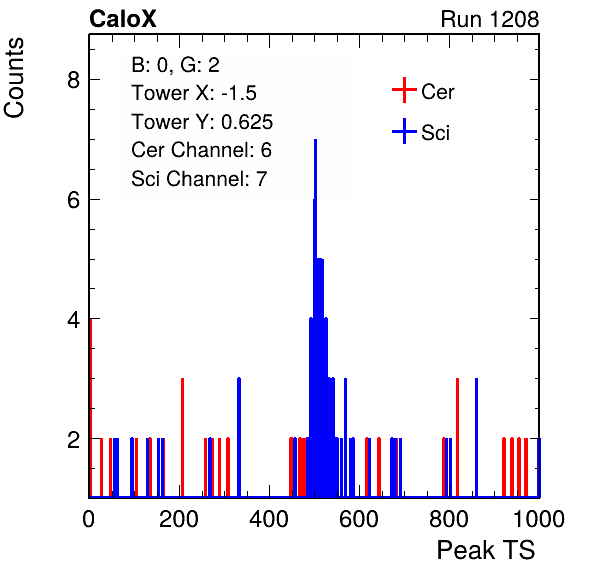 CaloX Run 1208
Counts
B: 0, G: 2
Tower X: -1.5
Tower Y: 0.625
Cer Channel: 6
Sci Channel: 7
Cer
Sci
8
6
4
2
0 200 400 600 800 1000
Peak TS